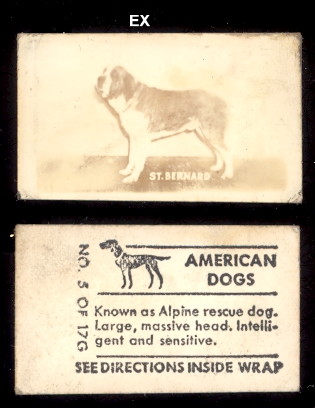 EX
ST. BERNARD
NO. 5 OF 17G
AMERICAN
DOGS
Known as Alpine rescue dog.
Large, massive head. Intelli-
gent and sensitive.
SEE DIRECTIONS INSIDE WRAP